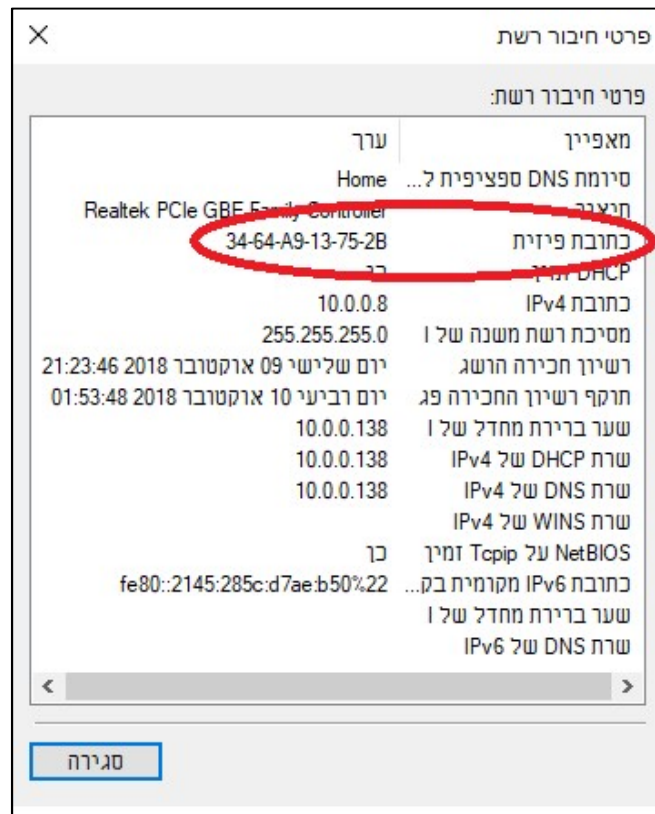 פרטי חיבור רשת
פרטי חיבור רשת:
מאפיין ערך
סיומת DNS ספציפית ל... Home
תיאור Realtek PCIe GBE Family Controller
כתובת פיזית 34-64-A9-13-75-2B
DHCP זמין כן
כתובת IPv4 10.0.0.8
מסיכת רשת משנה של I 255.255.255.0
רשיון חכירה הושג יום שלישי 09 אוקטובר 2018 21:23:46
תוקף רשיון החכירה פג יום רביעי 10 אוקטובר 2018 01:53:48
שער ברירת מחדל של I 10.0.0.138
שרת DHCP של IPv4 10.0.0.138
שרת DNS של IPv4 10.0.0.138
שרת WINS של IPv4
NetBIOS על Tcpip זמין כן
כתובת IPv6 מקומית בק... fe80::2145:285c:d7ae:b50%22
שער ברירת מחדל של I
שרת DNS של IPv6
סגירה